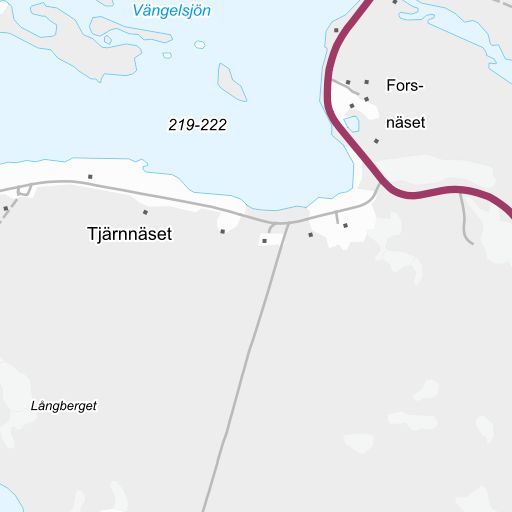 Vängelsjön
Fors-
näset
219-222
Tjärnnäset
Långberget